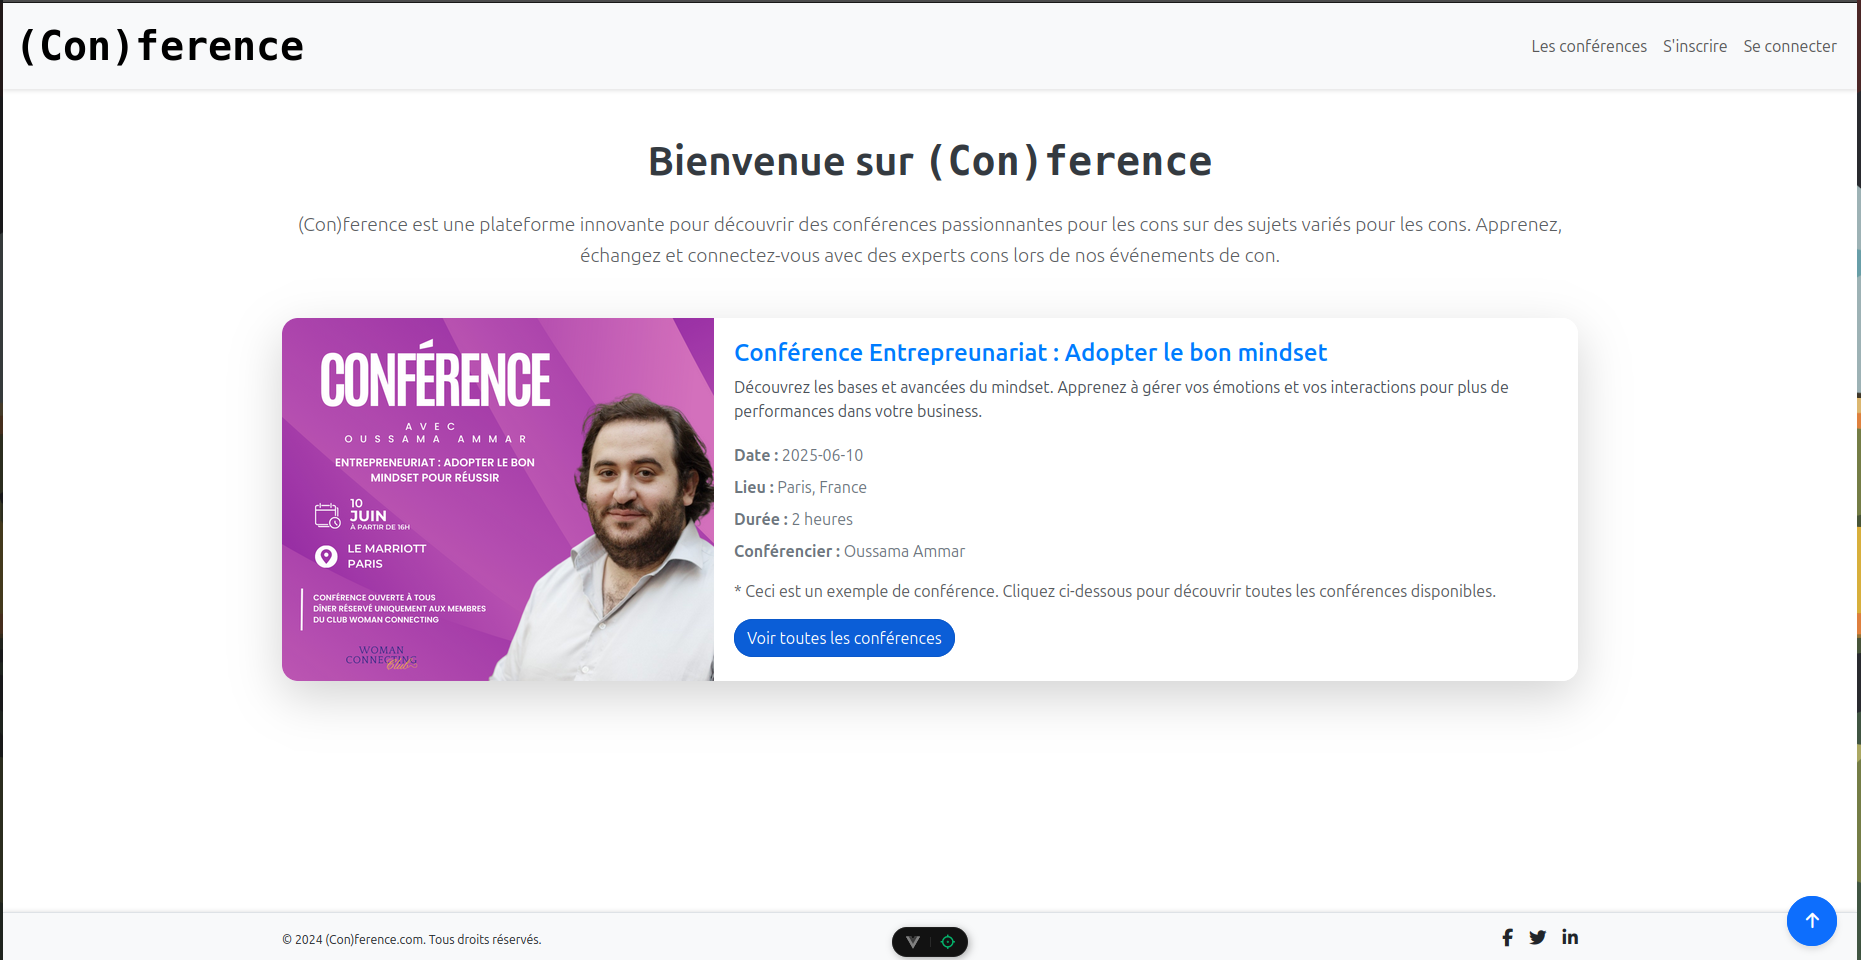 (Con)ference
Les conférences
S'inscrire
Se connecter
Bienvenue sur (Con)ference
(Con)ference est une plateforme innovante pour découvrir des conférences passionnantes pour les cons sur des sujets variés pour les cons. Apprenez,
échangez et connectez-vous avec des experts cons lors de nos événements de con.
CONFÉRENCE
AVEC
OUSSAMA AMMAR
ENTREPRENEURIAT : ADOPTER LE BON
MINDSET POUR RÉUSSIR
10
JUIN
À PARTIR DE 16H
LE MARRIOTT
PARIS
CONFÉRENCE OUVERTE À TOUS
DÎNER RÉSERVÉ UNIQUEMENT AUX MEMBRES
DU CLUB WOMAN CONNECTING
WOMAN
CONNECTING
Club
Conférence Entrepreunariat : Adopter le bon mindset
Découvrez les bases et avancées du mindset. Apprenez à gérer vos émotions et vos interactions pour plus de
performances dans votre business.
Date : 2025-06-10
Lieu : Paris, France
Durée : 2 heures
Conférencier : Oussama Ammar
* Ceci est un exemple de conférence. Cliquez ci-dessous pour découvrir toutes les conférences disponibles.
Voir toutes les conférences
© 2024 (Con)ference.com. Tous droits réservés.